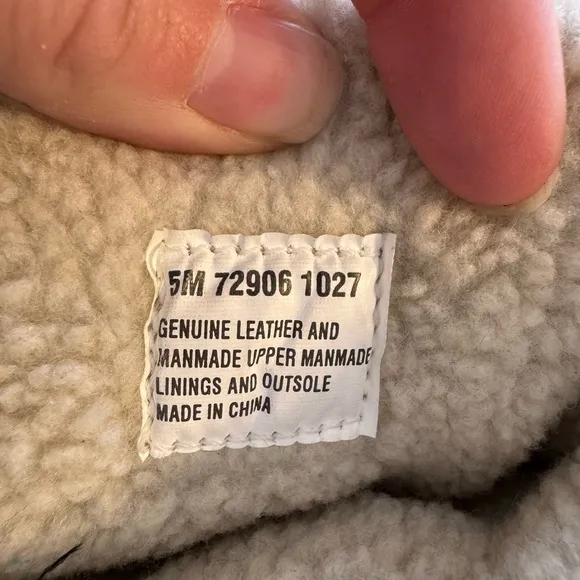 5M 72906 1027
GENUINE LEATHER AND
MANMADE UPPER MANMADE
LININGS AND OUTSOLE
MADE IN CHINA